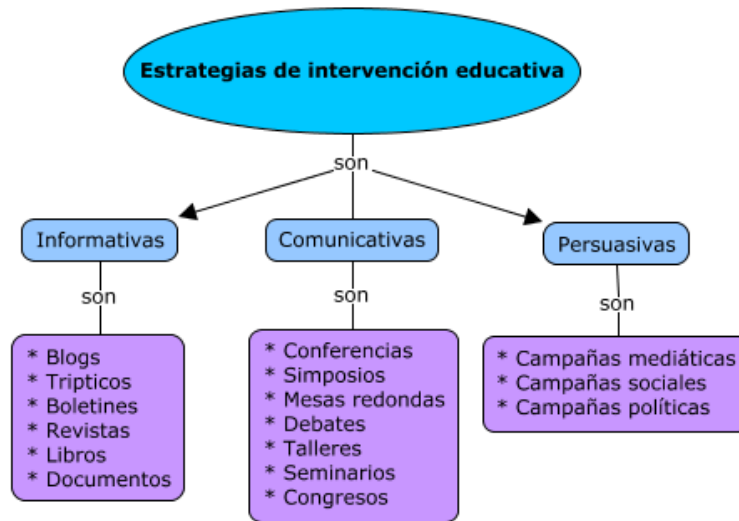 Estrategias de intervención educativa
son
Informativas
Comunicativas
Persuasivas
son
son
son
* Blogs
* Tripticos
* Boletines
* Revistas
* Libros
* Documentos
* Conferencias
* Simposios
* Mesas redondas
* Debates
* Talleres
* Seminarios
* Congresos
* Campañas mediáticas
* Campañas sociales
* Campañas políticas